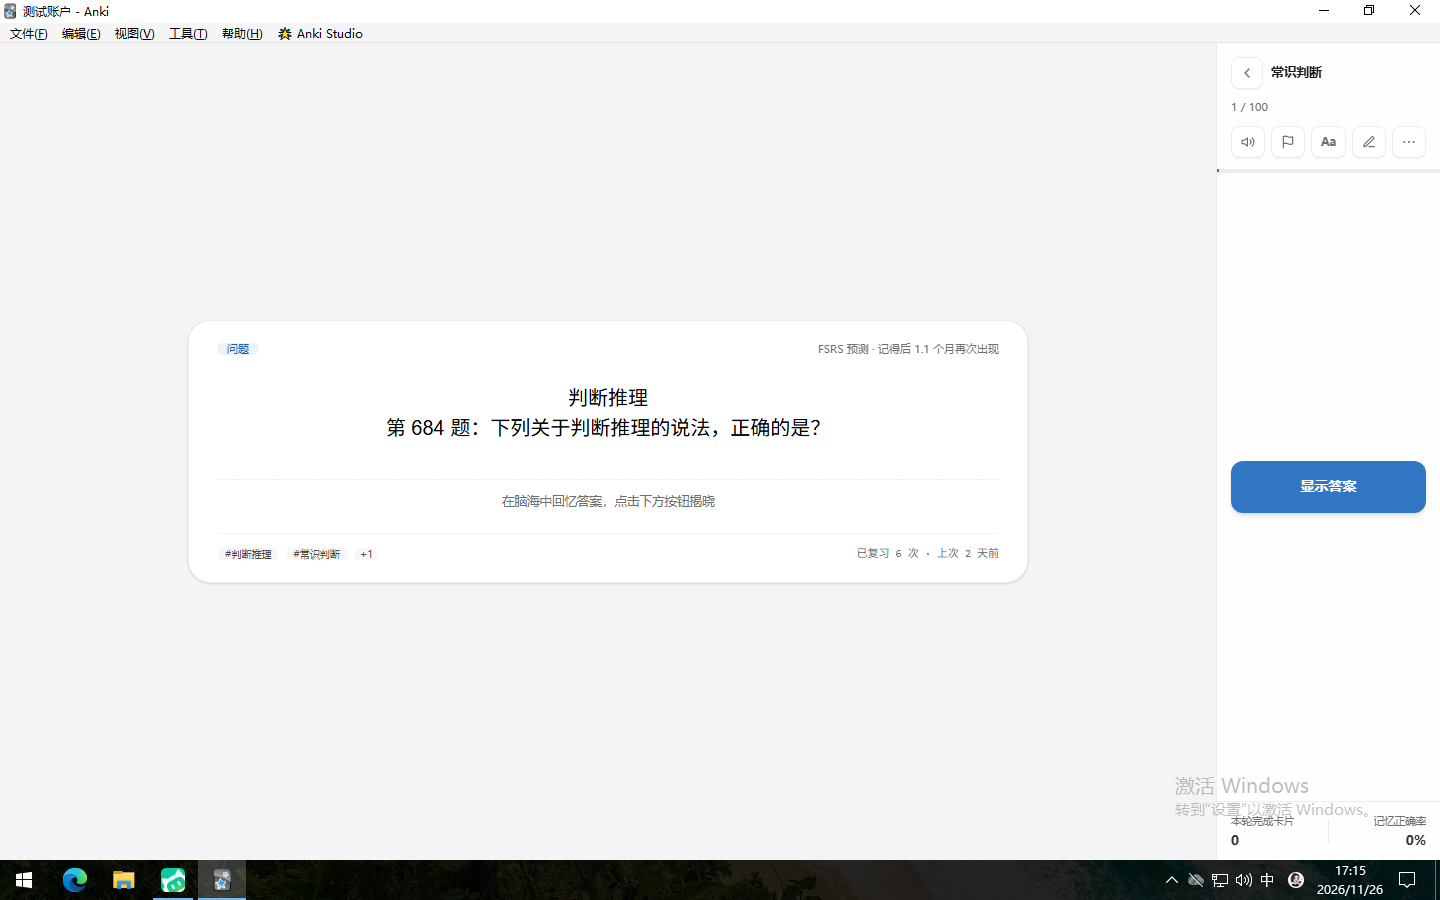 测试账户 - Anki
文件(F) 编辑(E) 视图(V) 工具(T) 帮助(H) Anki Studio
常识判断
1 / 100
Aa
问题
FSRS 预测 · 记得后 1.1 个月再次出现
判断推理
第 684 题：下列关于判断推理的说法，正确的是？
在脑海中回忆答案，点击下方按钮揭晓
#判断推理 #常识判断 +1
已复习 6 次 · 上次 2 天前
显示答案
激活 Windows
转到"设置"以激活 Windows。
本轮完成卡片 记忆正确率
0 0%
中
17:15
2026/11/26